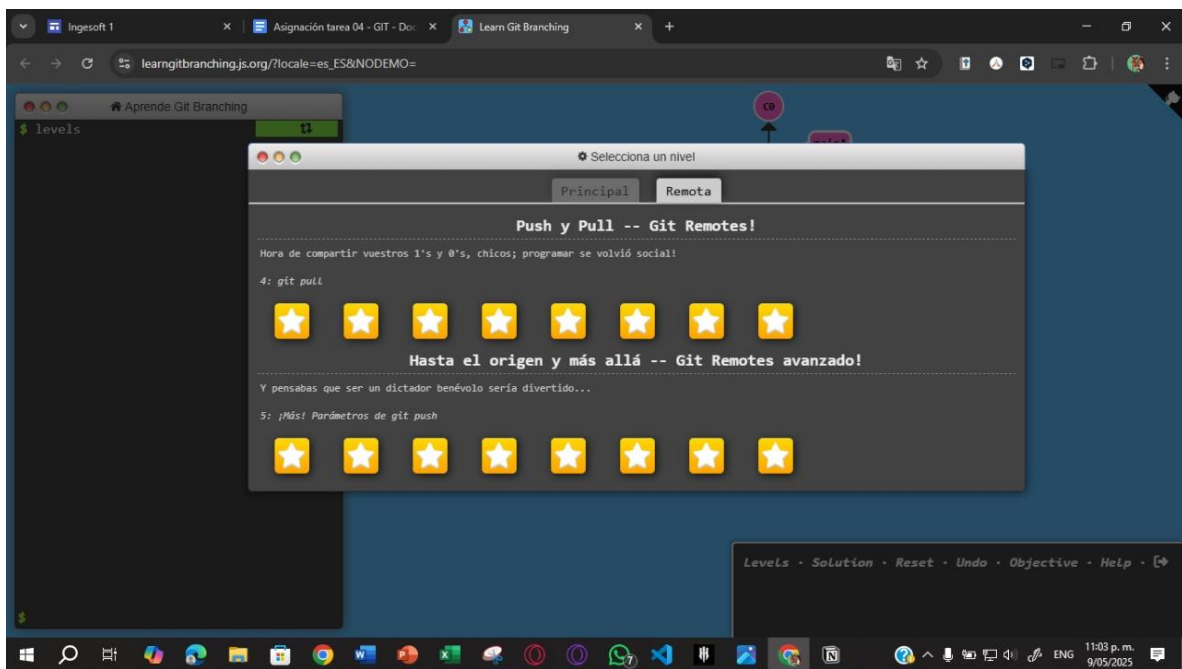 Ingesoft 1
Asignación tarea 04 - GIT - Doc
Learn Git Branching
learngitbranching.js.org/?locale=es_ES&NODEMO=
Aprende Git Branching
$ levels
C0
Selecciona un nivel
Principal
Remota
Push y Pull -- Git Remotes!
Hora de compartir vuestros 1's y 0's, chicos; programar se volvió social!
4: git pull
Hasta el origen y más allá -- Git Remotes avanzado!
Y pensabas que ser un dictador benévolo sería divertido...
5: ¡Más! Parámetros de git push
Levels · Solution · Reset · Undo · Objective · Help ·
$
ENG
11:03 p. m.
9/05/2025